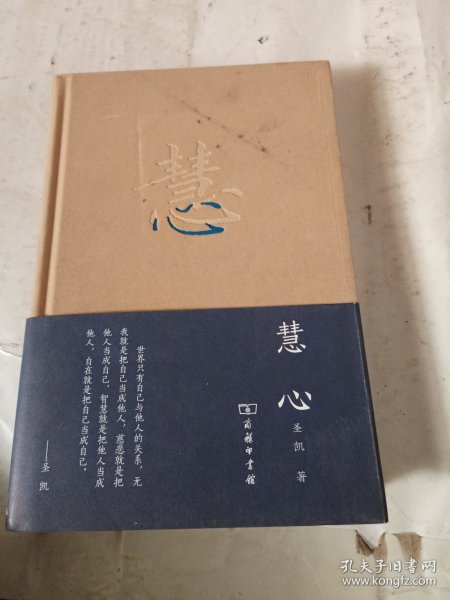 慧
慧心
圣凯 著
商務印書館
世界只有自己与他人的关系，无
我就是把自己当成他人，慈悲就是把
他人当成自己，智慧就是把他人当成
他人，自在就是把自己当成自己。
——圣凯
孔夫子旧书网
www.kongfz.com